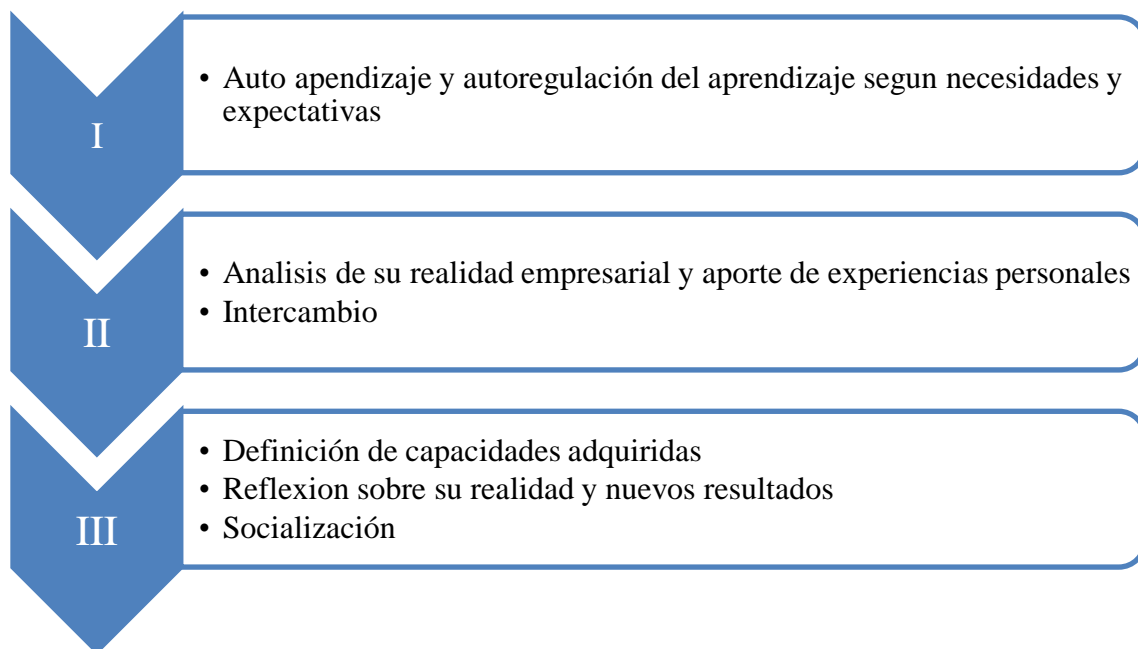 I
• Auto apendizaje y autoregulación del aprendizaje segun necesidades y
expectativas
II
• Analisis de su realidad empresarial y aporte de experiencias personales
• Intercambio
III
• Definición de capacidades adquiridas
• Reflexion sobre su realidad y nuevos resultados
• Socialización